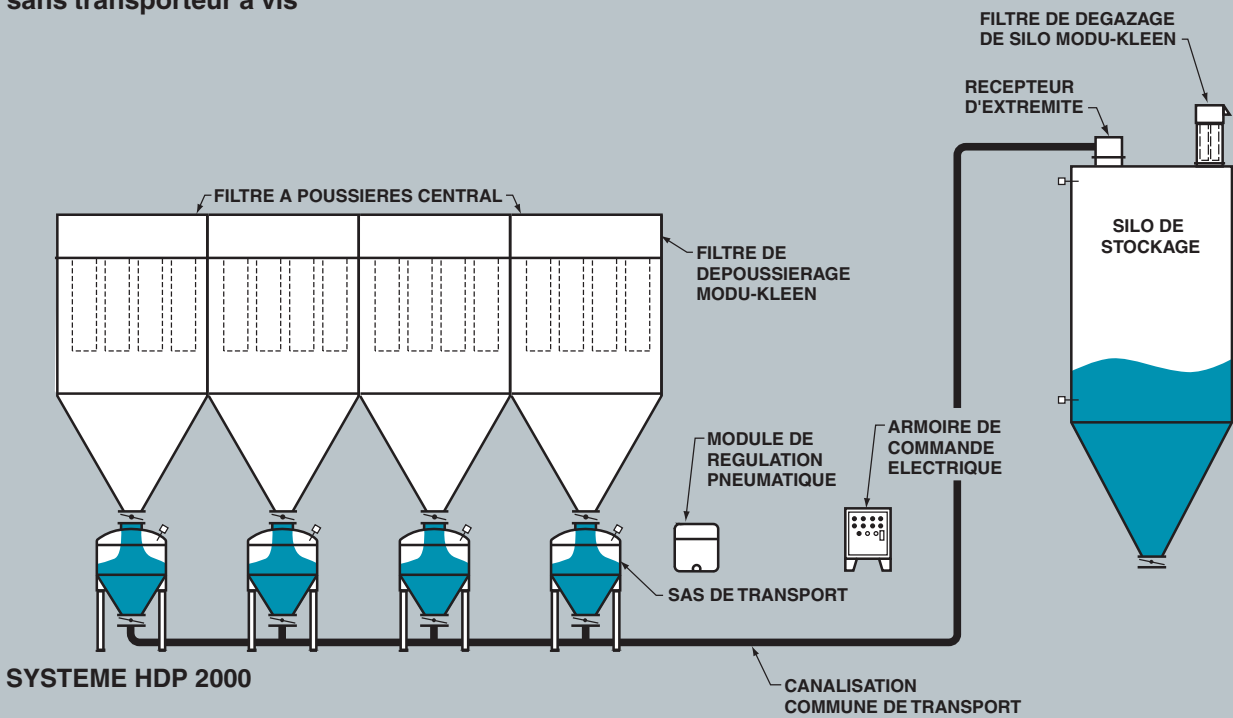 sans transporteur à vis
FILTRE DE DEGAZAGE
DE SILO MODU-KLEEN
RECEPTEUR
D'EXTREMITE
FILTRE A POUSSIERES CENTRAL
SILO DE
STOCKAGE
FILTRE DE
DEPOUSSIERAGE
MODU-KLEEN
MODULE DE
REGULATION
PNEUMATIQUE
ARMOIRE DE
COMMANDE
ELECTRIQUE
SAS DE TRANSPORT
SYSTEME HDP 2000
CANALISATION
COMMUNE DE TRANSPORT